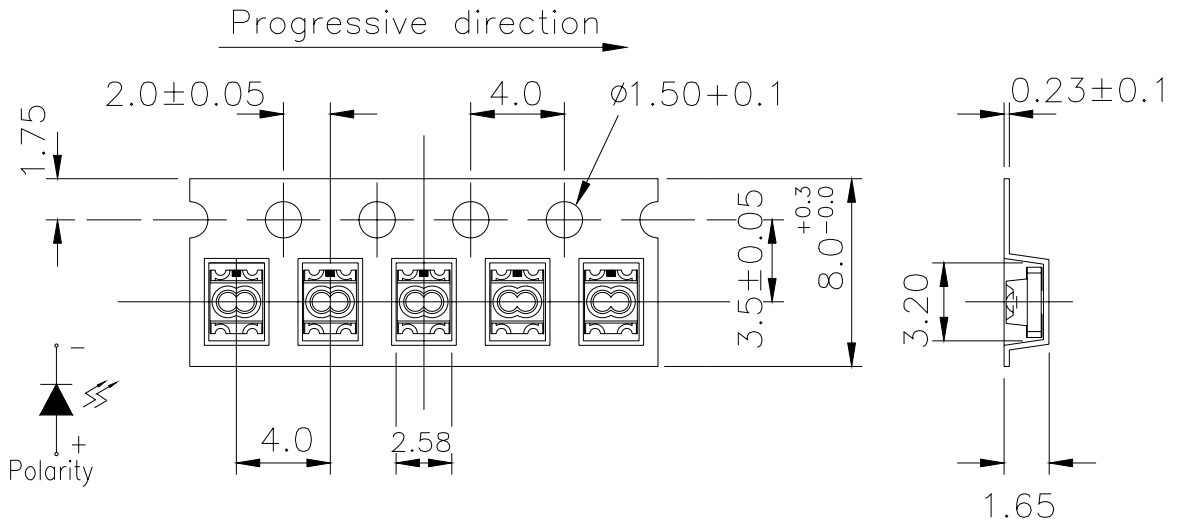 Progressive direction
2.0±0.05
4.0
ø1.50+0.1
0.23±0.1
1.75
3.5±0.05
8.0 +0.3 -0.0
3.20
-
+
Polarity
4.0
2.58
1.65